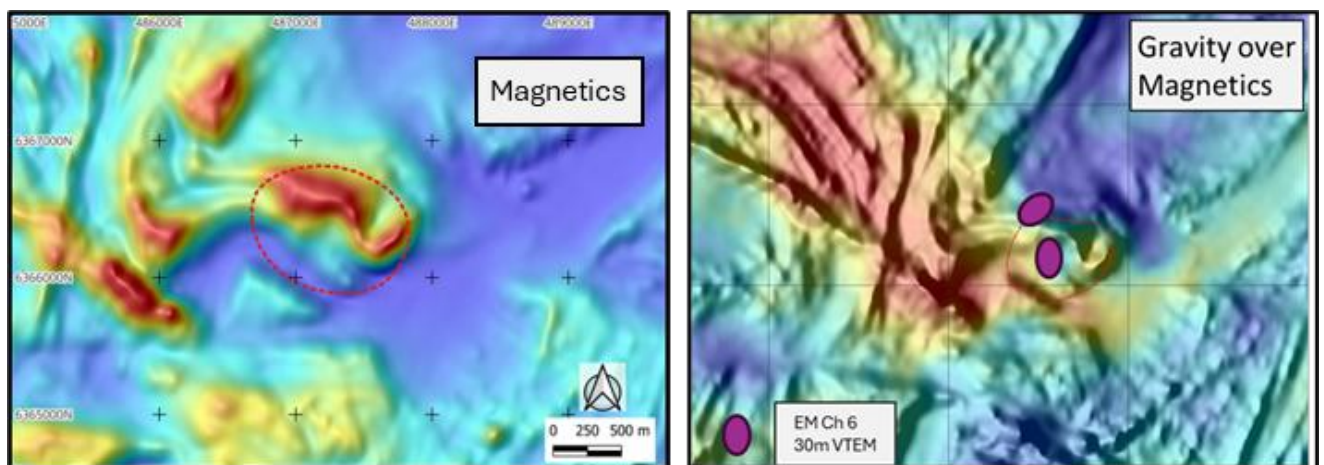 5000E 486000E 487000E 488000E 489000E
Magnetics
6367000N
6366000N
6365000N
0 250 500 m
Gravity over
Magnetics
EM Ch 6
30m VTEM